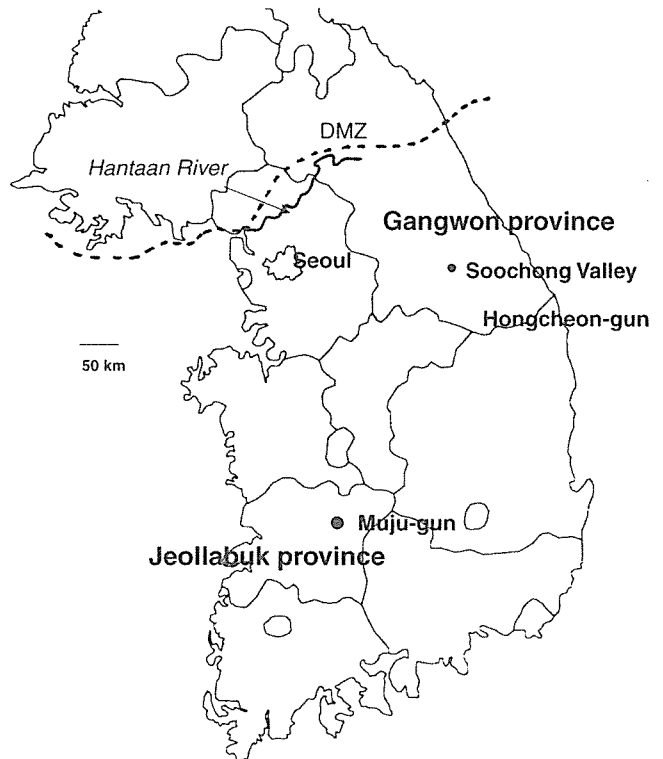 DMZ
Hantaan River
Gangwon province
Seoul
Soochong Valley
Hongcheon-gun
50 km
Muju-gun
Jeollabuk province